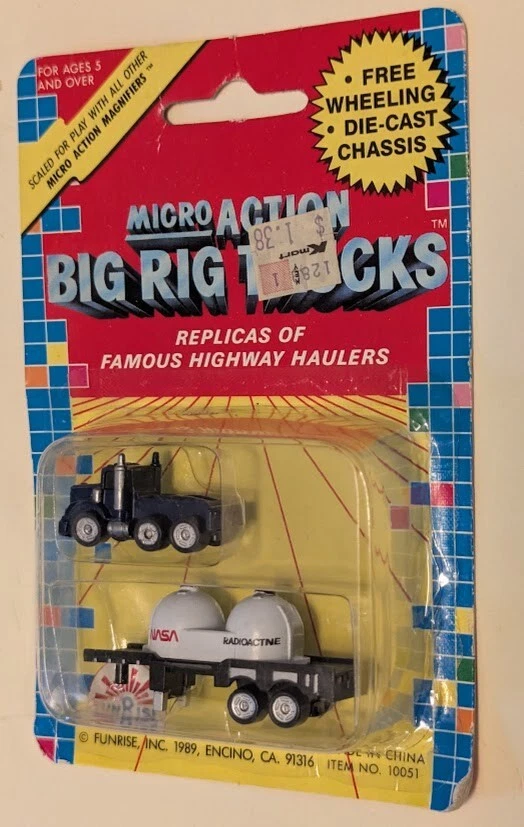 FOR AGES 5
AND OVER
SCALED FOR PLAY WITH ALL OTHER
MICRO ACTION MAGNIFIERS™
• FREE
WHEELING
• DIE-CAST
CHASSIS
MICRO ACTION
BIG RIG T CKS™
$1.38
Kmart
REPLICAS OF
FAMOUS HIGHWAY HAULERS
NASA
RADIOACTIVE
© FUNRISE, INC. 1989, ENCINO, CA. 91316
CHINA
ITEM NO. 10051